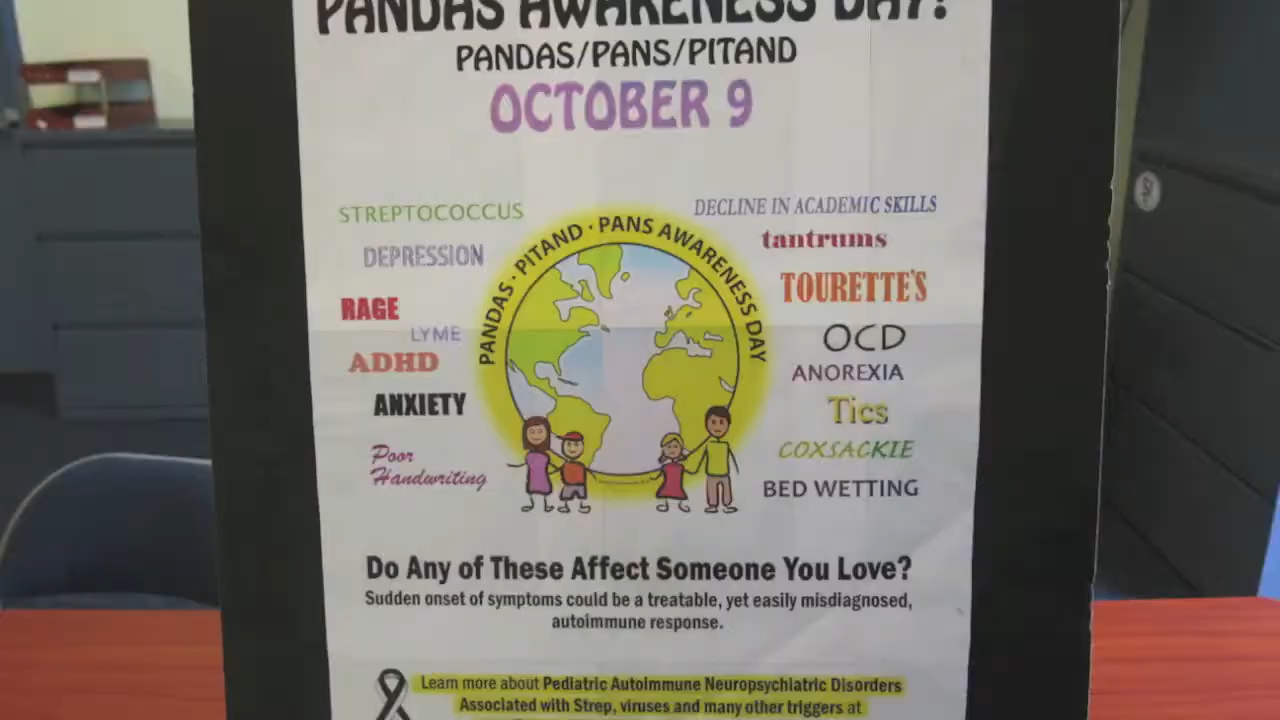 PANDAS AWARENESS DAY!
PANDAS/PANS/PITAND
OCTOBER 9
STREPTOCOCCUS
DEPRESSION
RAGE
LYME
ADHD
ANXIETY
Poor
Handwriting
PANDAS · PITAND · PANS AWARENESS DAY
DECLINE IN ACADEMIC SKILLS
tantrums
TOURETTE'S
OCD
ANOREXIA
Tics
COXSACKIE
BED WETTING
Do Any of These Affect Someone You Love?
Sudden onset of symptoms could be a treatable, yet easily misdiagnosed,
autoimmune response.
Learn more about Pediatric Autoimmune Neuropsychiatric Disorders
Associated with Strep, viruses and many other triggers at